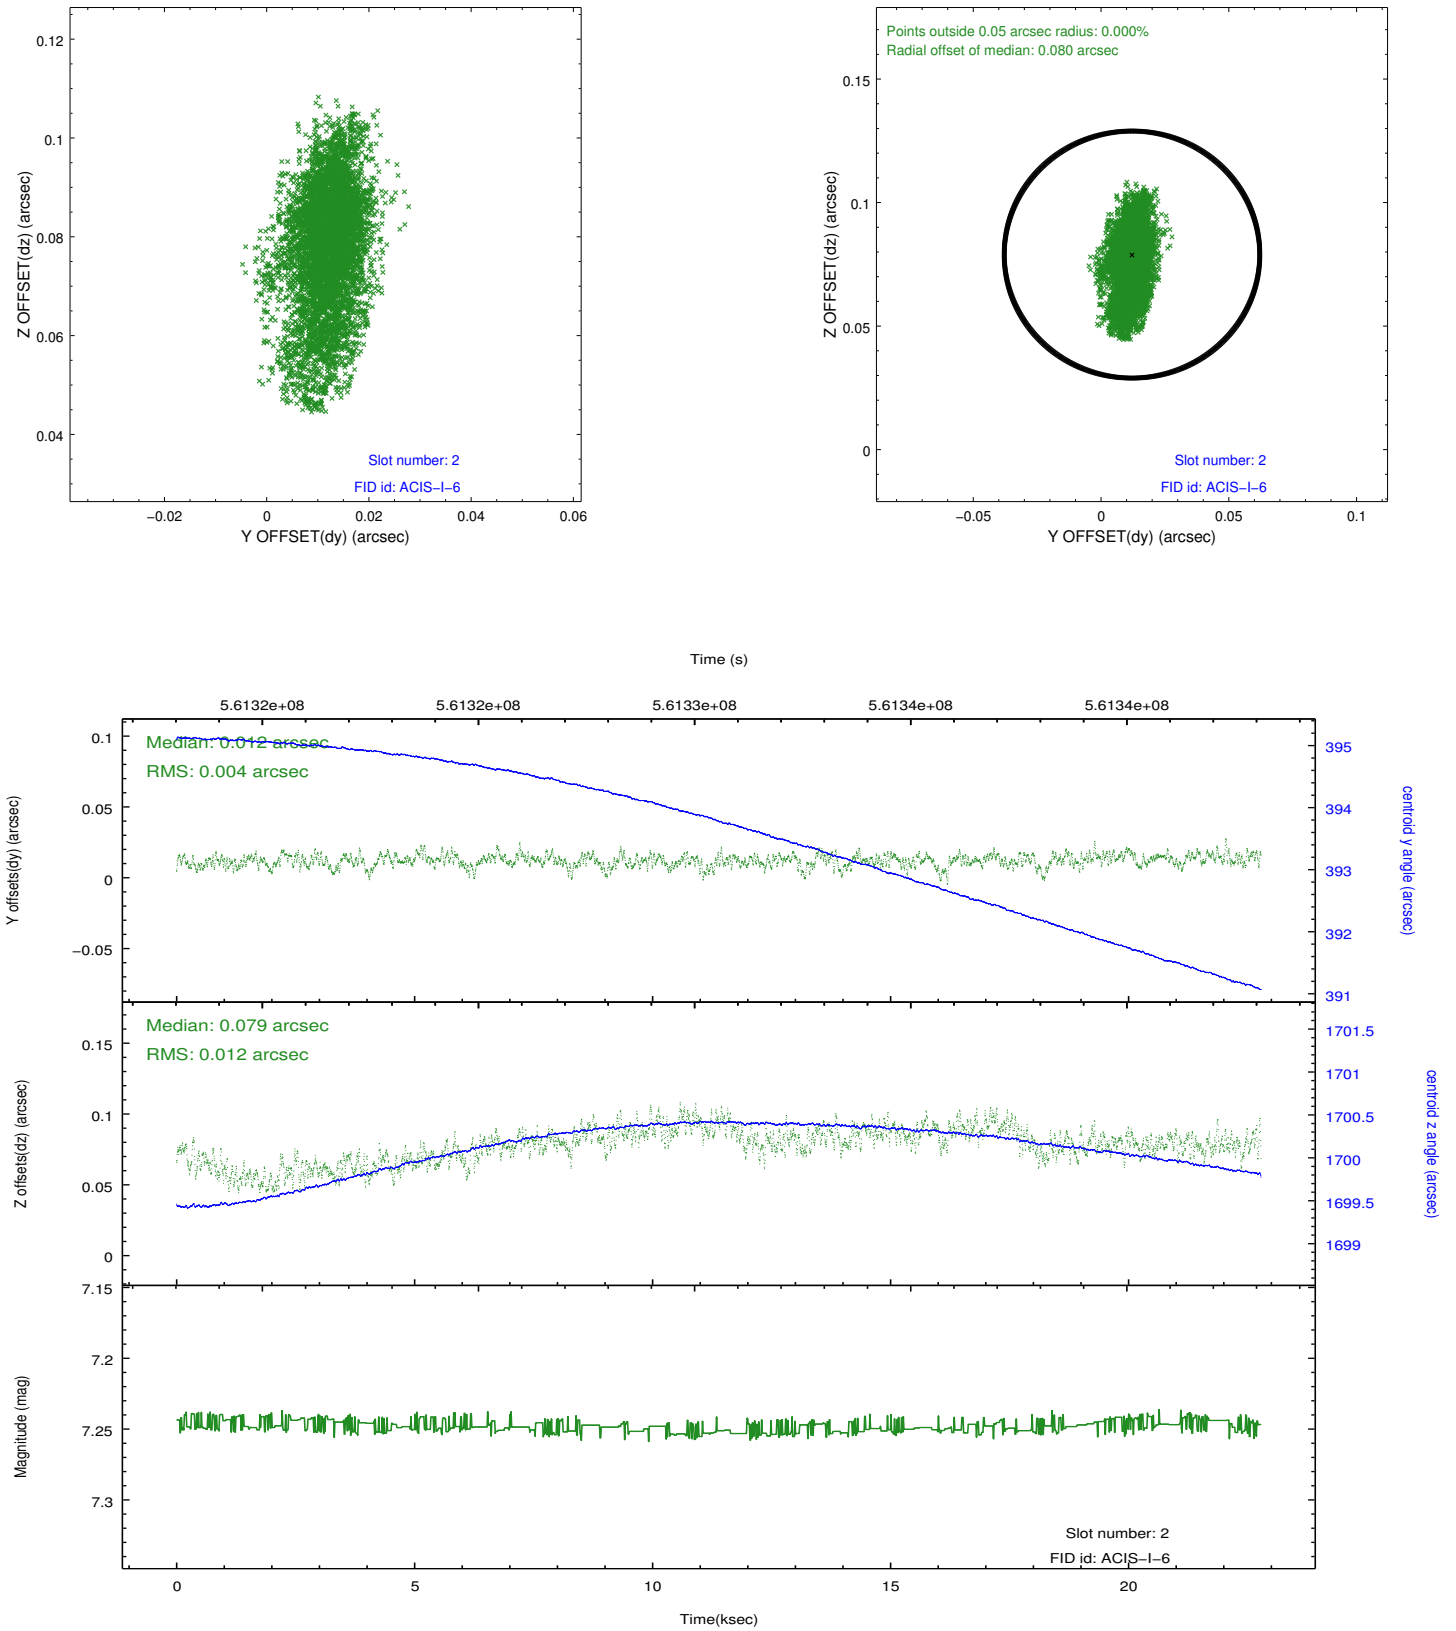 0.12
0.1
0.08
0.06
0.04
Z OFFSET(dz) (arcsec)
−0.02
0
0.02
0.04
0.06
Y OFFSET(dy) (arcsec)
Slot number: 2
FID id: ACIS−I−6
Points outside 0.05 arcsec radius: 0.000%
Radial offset of median: 0.080 arcsec
0.15
0.1
0.05
0
Z OFFSET(dz) (arcsec)
−0.05
0
0.05
0.1
Y OFFSET(dy) (arcsec)
Slot number: 2
FID id: ACIS−I−6
Time (s)
5.6132e+08
5.6132e+08
5.6133e+08
5.6134e+08
5.6134e+08
Median: 0.012 arcsec
RMS: 0.004 arcsec
0.1
0.05
0
−0.05
Y offsets(dy) (arcsec)
395
394
393
392
391
centroid y angle (arcsec)
Median: 0.079 arcsec
RMS: 0.012 arcsec
0.15
0.1
0.05
0
Z offsets(dz) (arcsec)
1701.5
1701
1700.5
1700
1699.5
1699
centroid z angle (arcsec)
7.15
7.2
7.25
7.3
Magnitude (mag)
Slot number: 2
FID id: ACIS−I−6
0
5
10
15
20
Time(ksec)